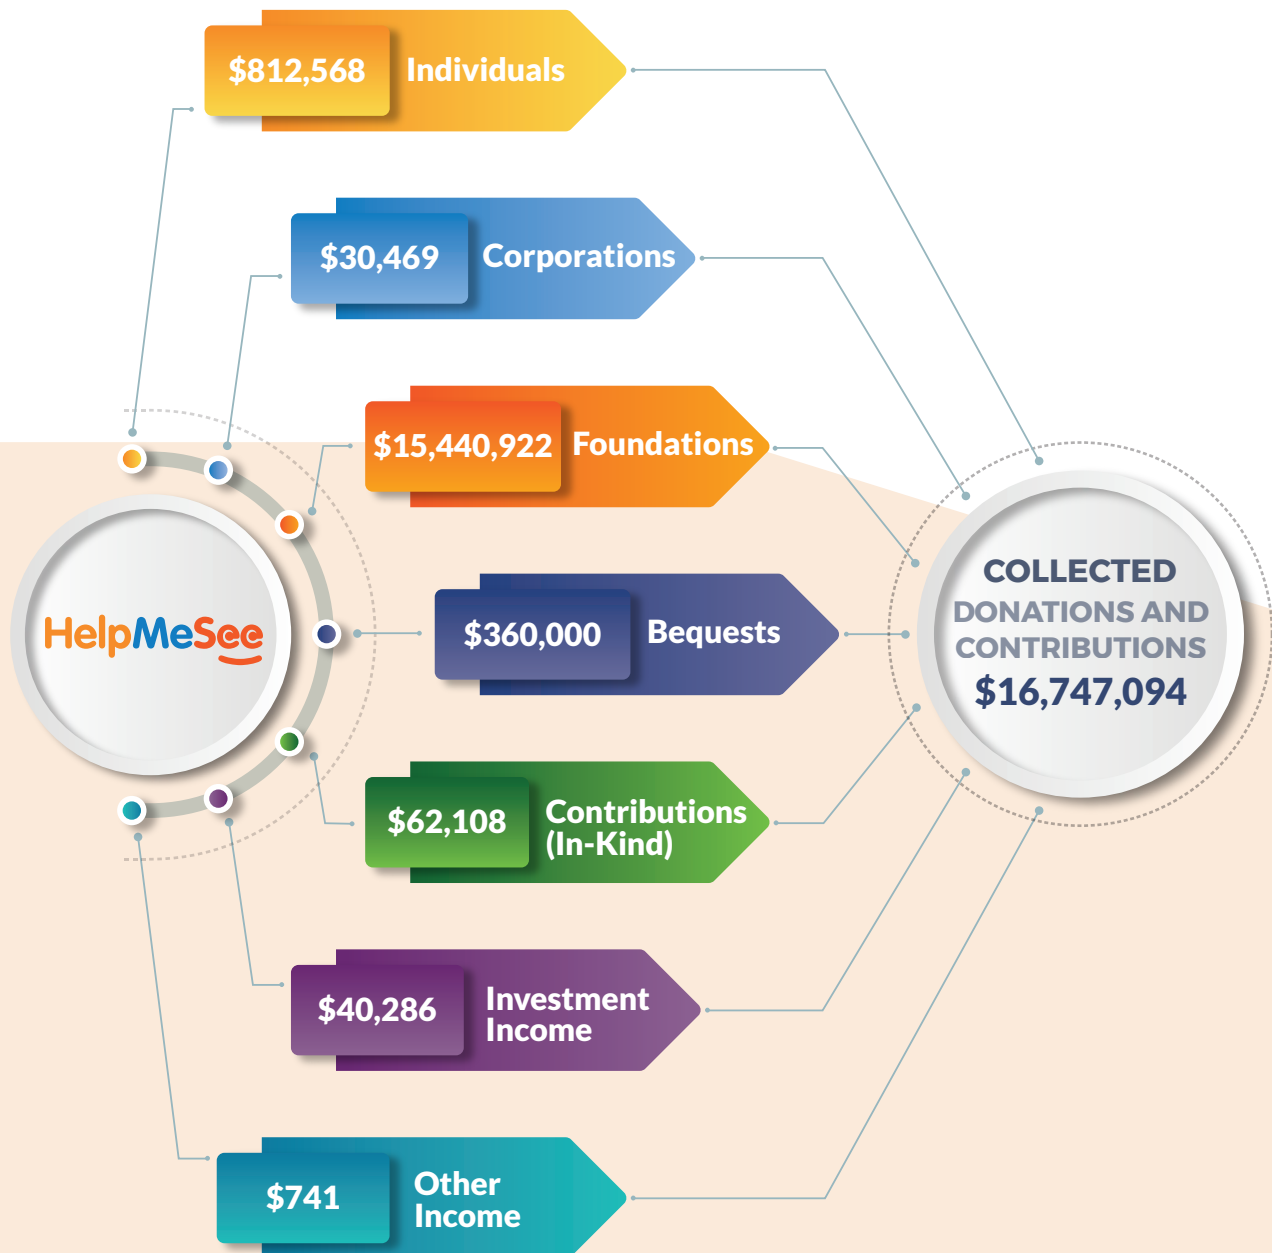 $812,568 Individuals
$30,469 Corporations
$15,440,922 Foundations
HelpMeSee
$360,000 Bequests
COLLECTED
DONATIONS AND
CONTRIBUTIONS
$16,747,094
$62,108 Contributions
(In-Kind)
$40,286 Investment
Income
$741 Other
Income